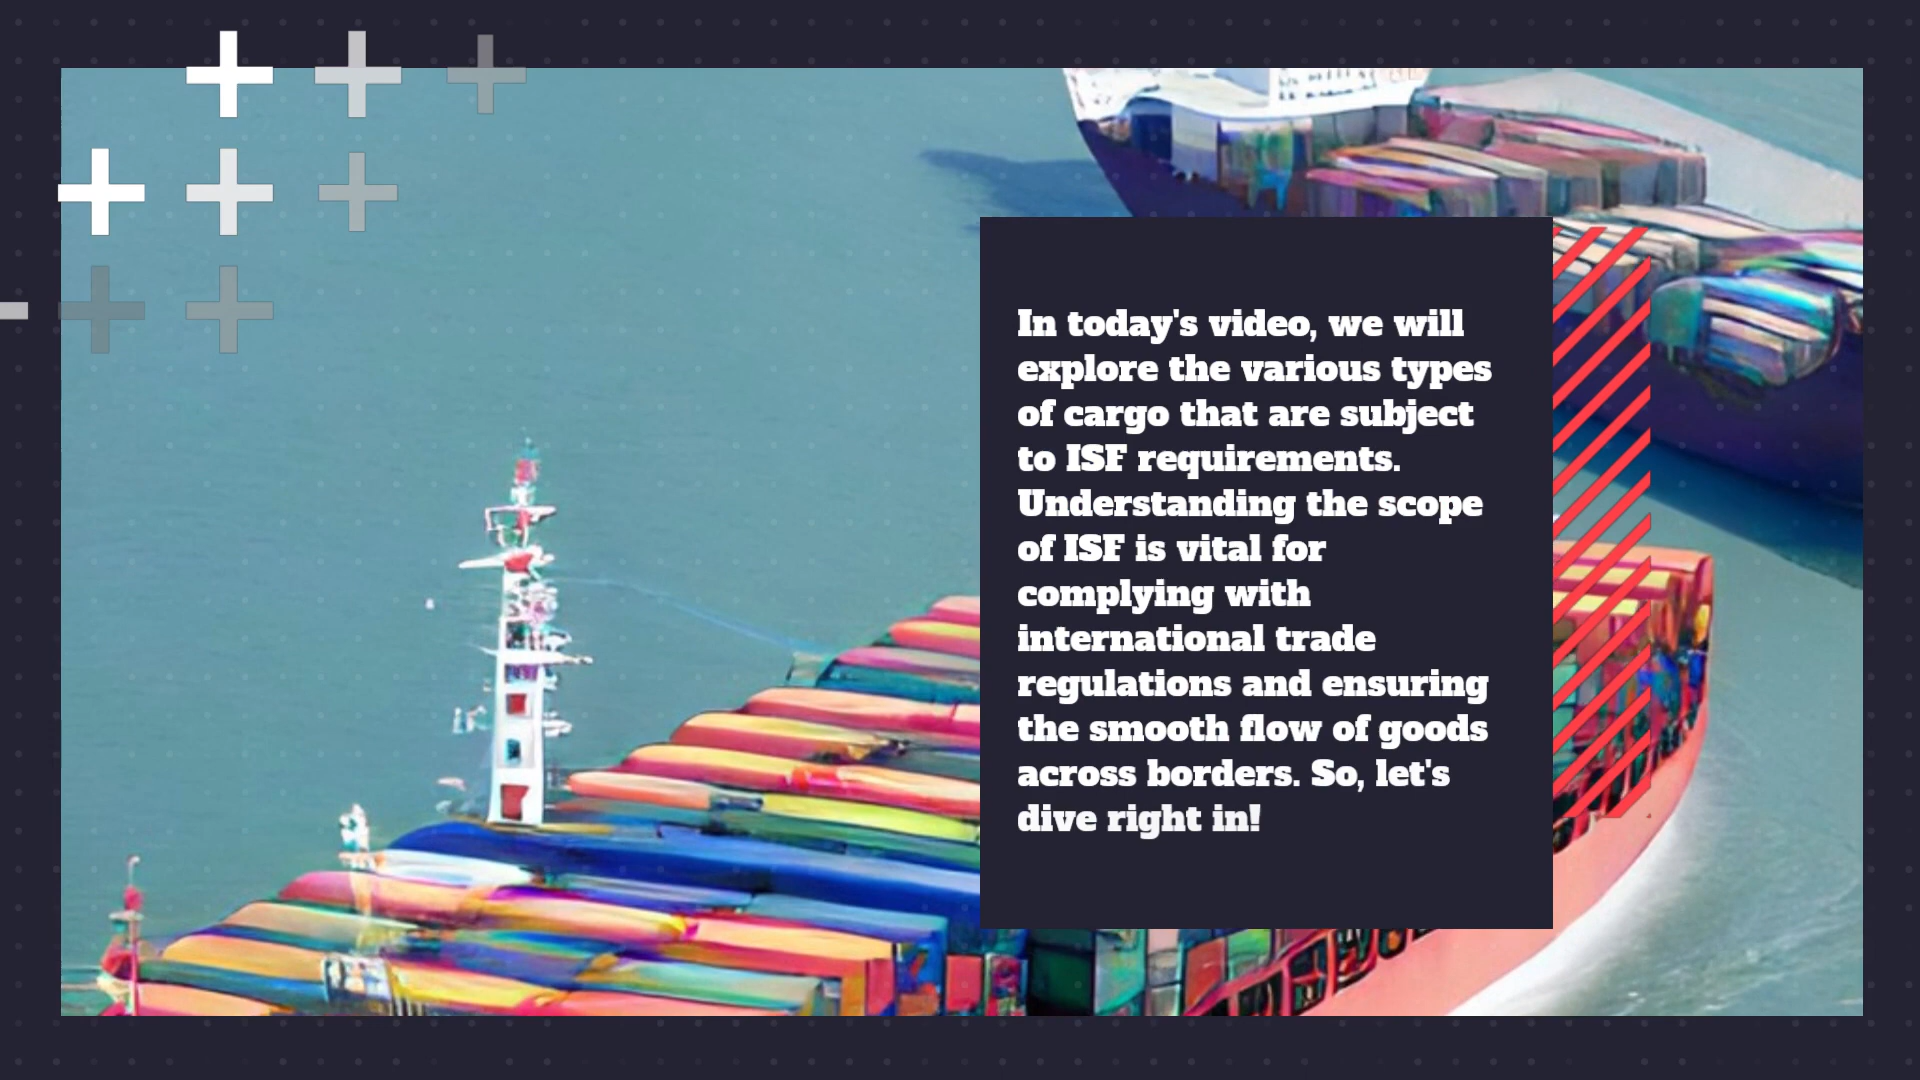 In today's video, we will
explore the various types
of cargo that are subject
to ISF requirements.
Understanding the scope
of ISF is vital for
complying with
international trade
regulations and ensuring
the smooth flow of goods
across borders. So, let's
dive right in!